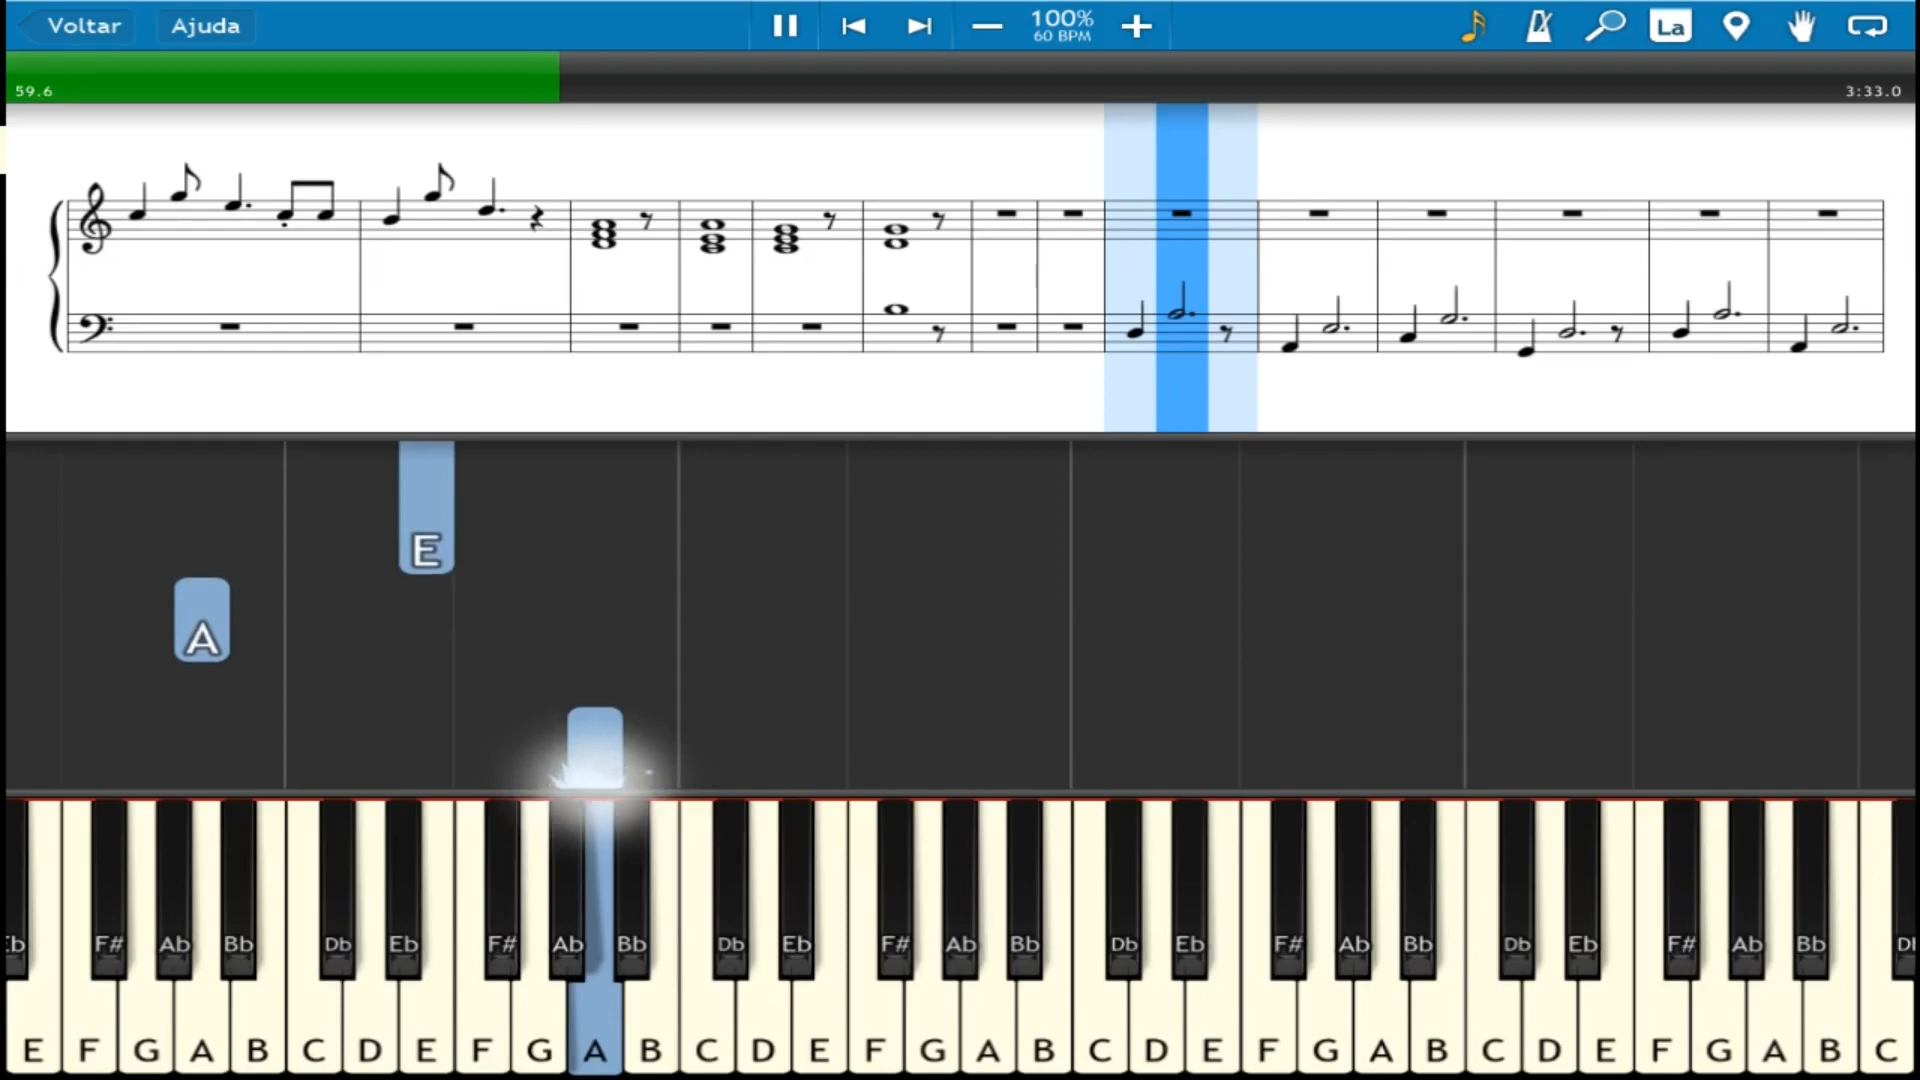 Voltar Ajuda 100% La
60 BPM
59.6 3:33.0
E
A
Eb F# Ab Bb Db Eb F# Ab Bb Db Eb F# Ab Bb Db Eb F# Ab Bb Db Eb F# Ab Bb
E F G A B C D E F G A B C D E F G A B C D E F G A B C D E F G A B C